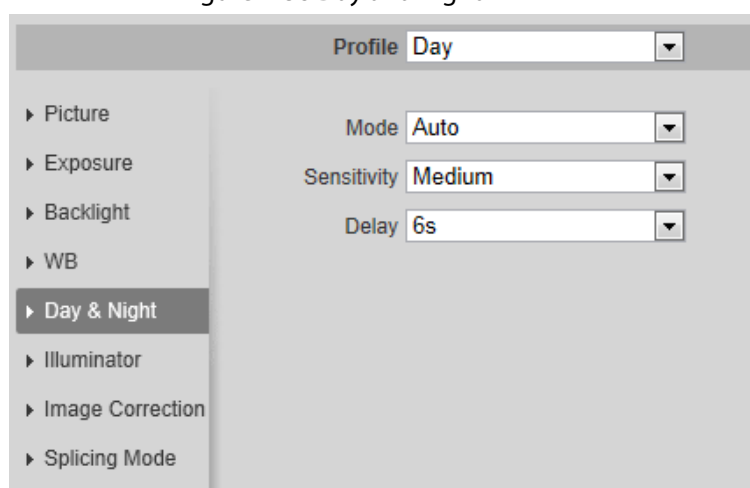 Profile Day
Picture
Mode Auto
Exposure
Sensitivity Medium
Backlight
Delay 6s
WB
Day & Night
Illuminator
Image Correction
Splicing Mode